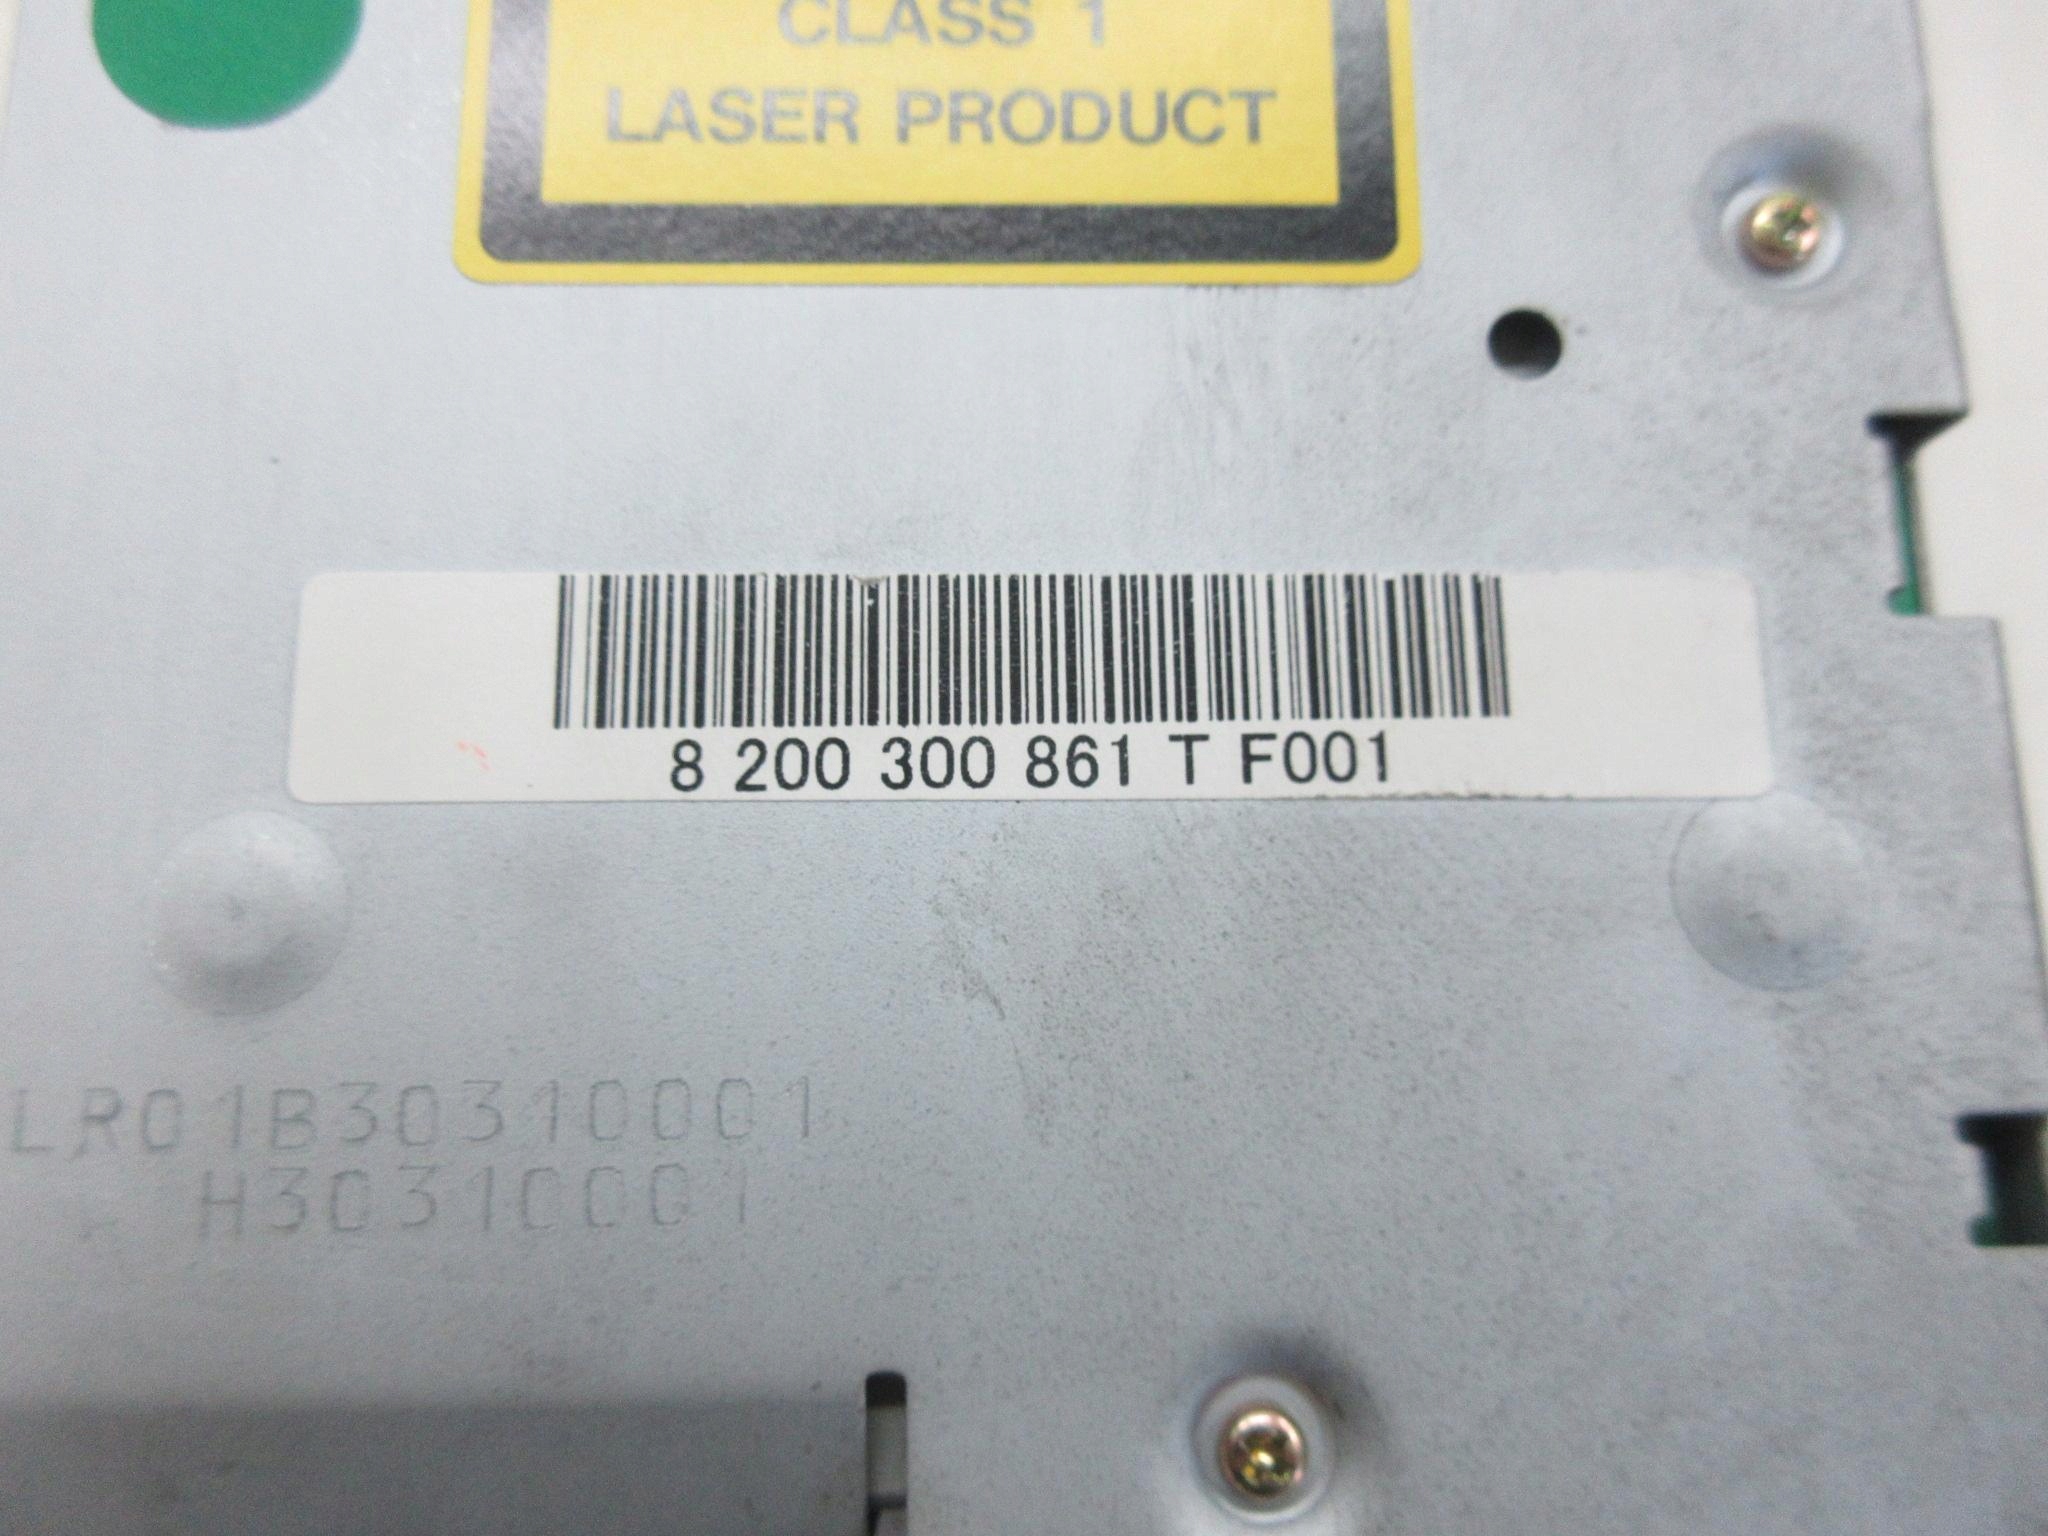 CLASS 1
LASER PRODUCT
8 200 300 861 T F001
LR01B30310001
H30310001